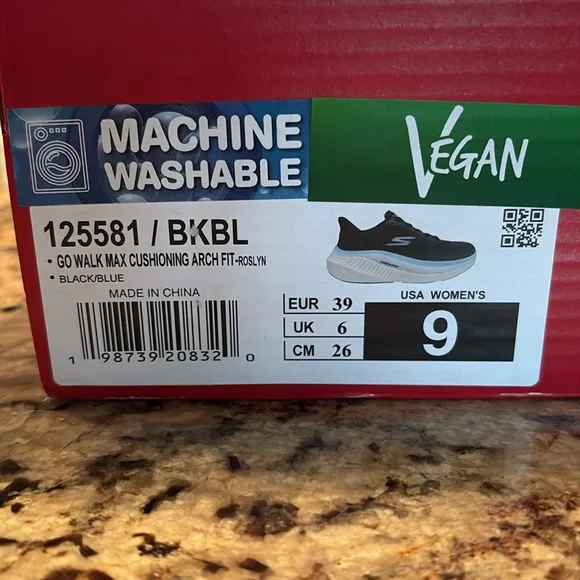 MACHINE
WASHABLE
VEGAN
125581 / BKBL
• GO WALK MAX CUSHIONING ARCH FIT-ROSLYN
• BLACK/BLUE
MADE IN CHINA
1 98739 20832 0
EUR 39
UK 6
CM 26
USA WOMEN'S
9